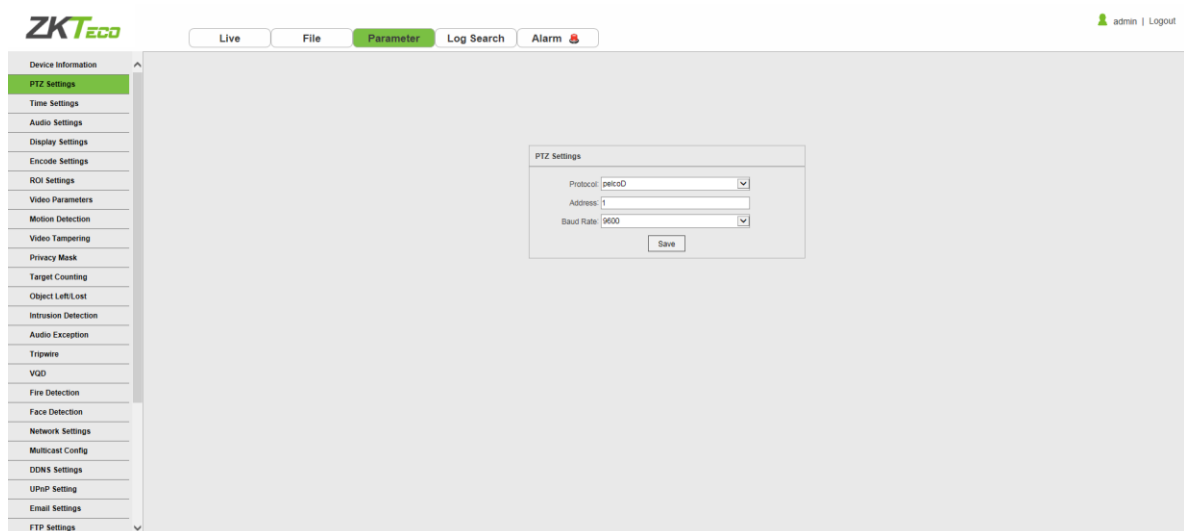 ZKTeco
admin | Logout
Live
File
Parameter
Log Search
Alarm
Device Information
PTZ Settings
Time Settings
Audio Settings
Display Settings
Encode Settings
ROI Settings
Video Parameters
Motion Detection
Video Tampering
Privacy Mask
Target Counting
Object Left/Lost
Intrusion Detection
Audio Exception
Tripwire
VQD
Fire Detection
Face Detection
Network Settings
Multicast Config
DDNS Settings
UPnP Setting
Email Settings
FTP Settings
PTZ Settings
Protocol: pelcoD
Address: 1
Baud Rate: 9600
Save